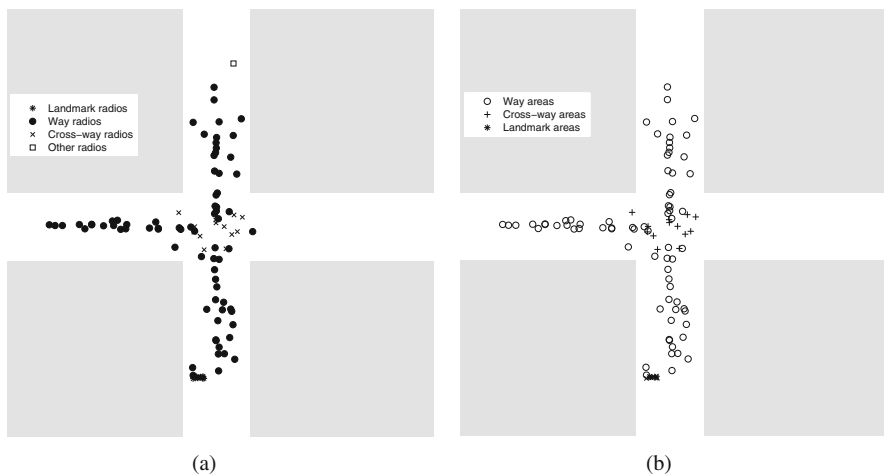 Landmark radios
Way radios
Cross−way radios
Other radios
Way areas
Cross−way areas
Landmark areas
(a)
(b)